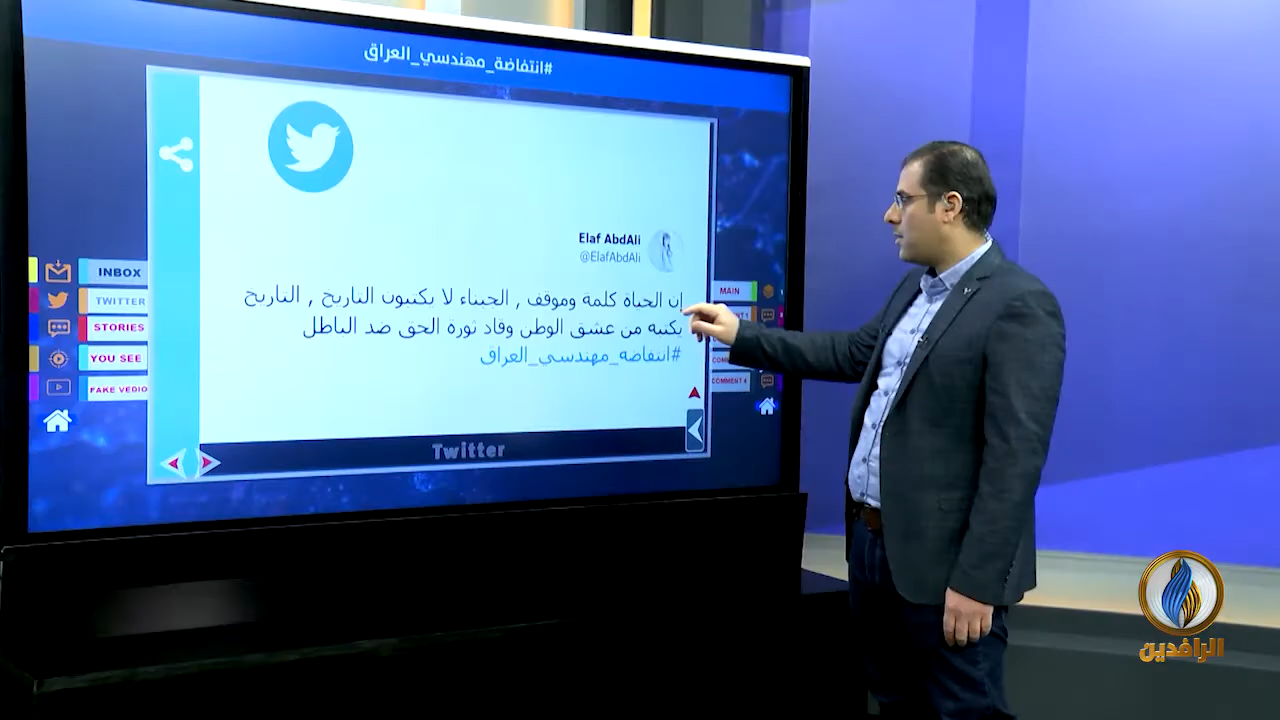 #انتفاضة_مهندسي_العراق
Elaf AbdAli
@ElafAbdAli
إن الحياة كلمة وموقف , الجبناء لا يكتبون التاريخ , التاريخ
يكتبه من عشق الوطن وقاد ثورة الحق ضد الباطل
#انتفاضة_مهندسي_العراق
Twitter
INBOX
TWITTER
STORIES
YOU SEE
FAKE VEDIO
MAIN
COMMENT 4
الرافدين